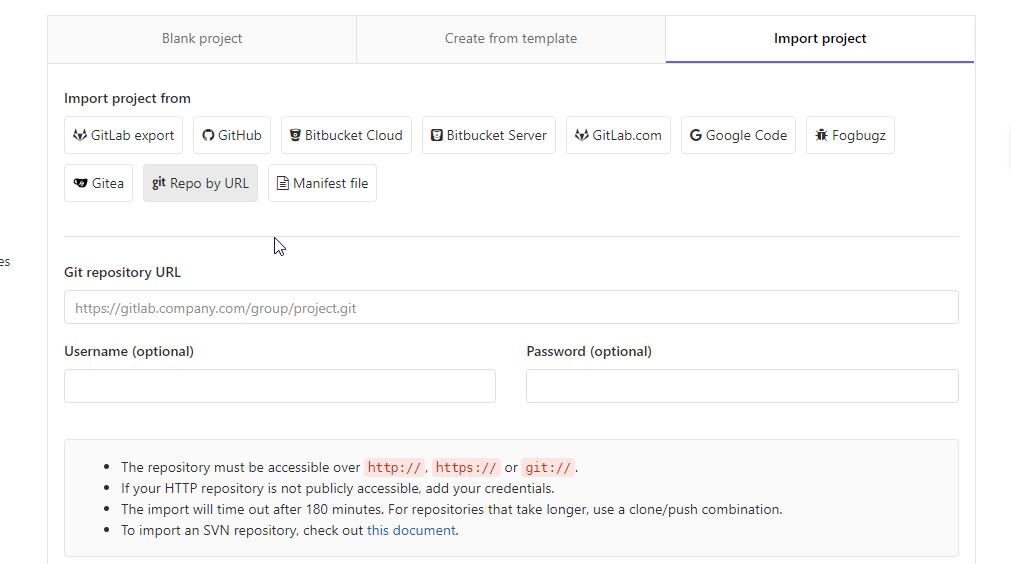 Blank project
Create from template
Import project
Import project from
GitLab export
GitHub
Bitbucket Cloud
Bitbucket Server
GitLab.com
Google Code
Fogbugz
Gitea
git Repo by URL
Manifest file
es
Git repository URL
https://gitlab.company.com/group/project.git
Username (optional)
Password (optional)
The repository must be accessible over http://, https:// or git://.
If your HTTP repository is not publicly accessible, add your credentials.
The import will time out after 180 minutes. For repositories that take longer, use a clone/push combination.
To import an SVN repository, check out this document.